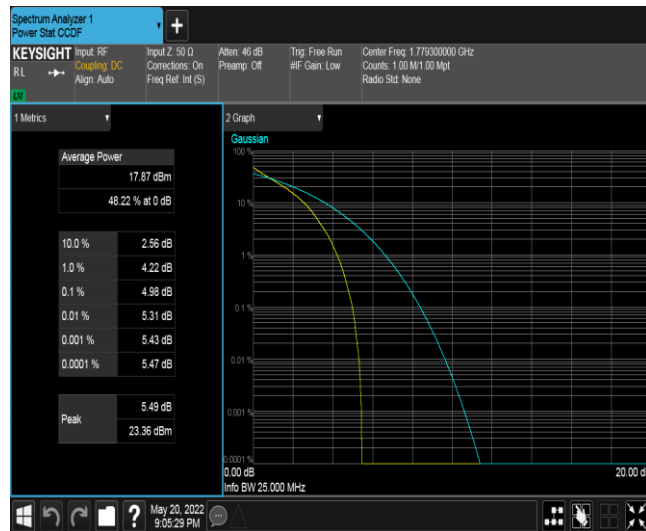 Spectrum Analyzer 1
Power Stat CCDF
+
KEYSIGHT
RL
Input: RF
Coupling: DC
Align: Auto
Input Z: 50 Ω
Corrections: On
Freq Ref: Int (S)
Atten: 46 dB
Preamp: Off
Trig: Free Run
#IF Gain: Low
Center Freq: 1.779300000 GHz
Counts: 1.00 M/1.00 Mpt
Radio Std: None
1 Metrics
Average Power
17.87 dBm
48.22 % at 0 dB
10.0 % 2.56 dB
1.0 % 4.22 dB
0.1 % 4.98 dB
0.01 % 5.31 dB
0.001 % 5.43 dB
0.0001 % 5.47 dB
Peak
5.49 dB
23.36 dBm
2 Graph
Gaussian
100 %
10 %
1 %
0.1 %
0.01 %
0.001 %
0.0001 %
0.00 dB 20.00 d
Info BW 25.000 MHz
? May 20, 2022
9:05:29 PM